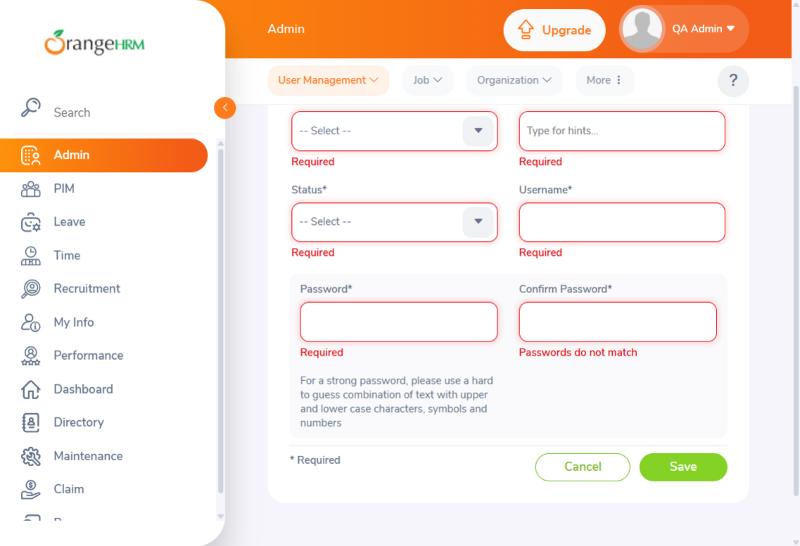 OrangeHRM
Admin
Upgrade
QA Admin
User Management
Job
Organization
More
?
Search
Admin
PIM
Leave
Time
Recruitment
My Info
Performance
Dashboard
Directory
Maintenance
Claim
-- Select --
Type for hints...
Required
Required
Status*
Username*
-- Select --
Required
Required
Password*
Confirm Password*
Required
Passwords do not match
For a strong password, please use a hard
to guess combination of text with upper
and lower case characters, symbols and
numbers
* Required
Cancel
Save